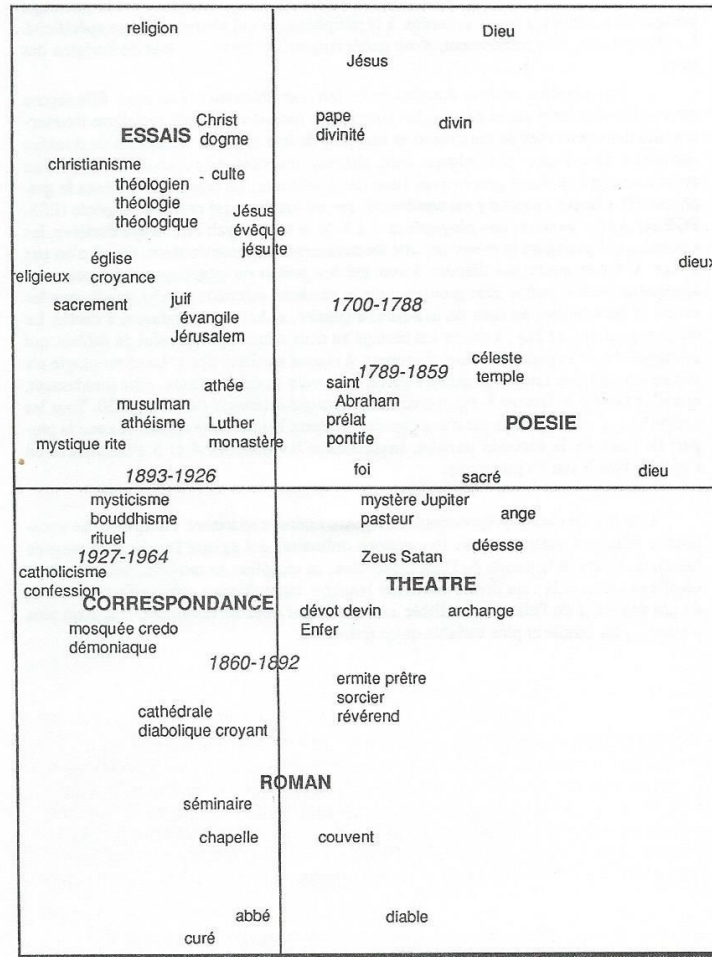 religion
Dieu
Jésus
Christ
pape
ESSAIS
dogme
divinité
divin
christianisme
culte
théologien
théologie
théologique
Jésus
évêque
jésuite
église
dieux
religieux croyance
sacrement
juif
1700-1788
évangile
Jérusalem
céleste
1789-1859
temple
athée
saint
musulman
Abraham
athéisme
Luther
prélat
POESIE
mystique rite
monastère
pontife
foi
sacré
dieu
1893-1926
mysticisme
mystère Jupiter
bouddhisme
pasteur
ange
rituel
déesse
1927-1964
Zeus Satan
catholicisme
confession
THEATRE
CORRESPONDANCE
dévot devin
archange
Enfer
mosquée credo
démoniaque
1860-1892
ermite prêtre
sorcier
révérend
cathédrale
diabolique croyant
ROMAN
séminaire
chapelle
couvent
abbé
diable
curé